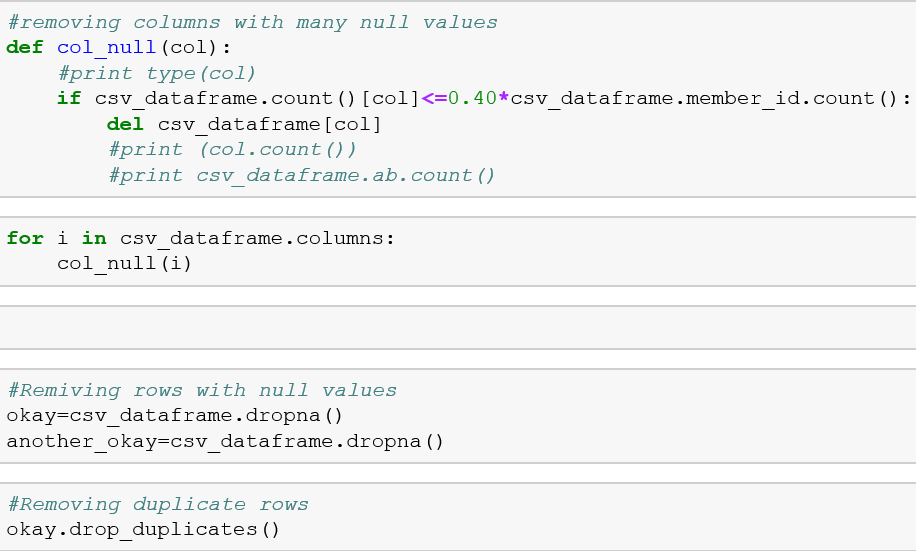 #removing columns with many null values
def col_null(col):
    #print type(col)
    if csv_dataframe.count()[col]<=0.40*csv_dataframe.member_id.count():
        del csv_dataframe[col]
        #print (col.count())
        #print csv_dataframe.ab.count()
for i in csv_dataframe.columns:
    col_null(i)
#Remiving rows with null values
okay=csv_dataframe.dropna()
another_okay=csv_dataframe.dropna()
#Removing duplicate rows
okay.drop_duplicates()